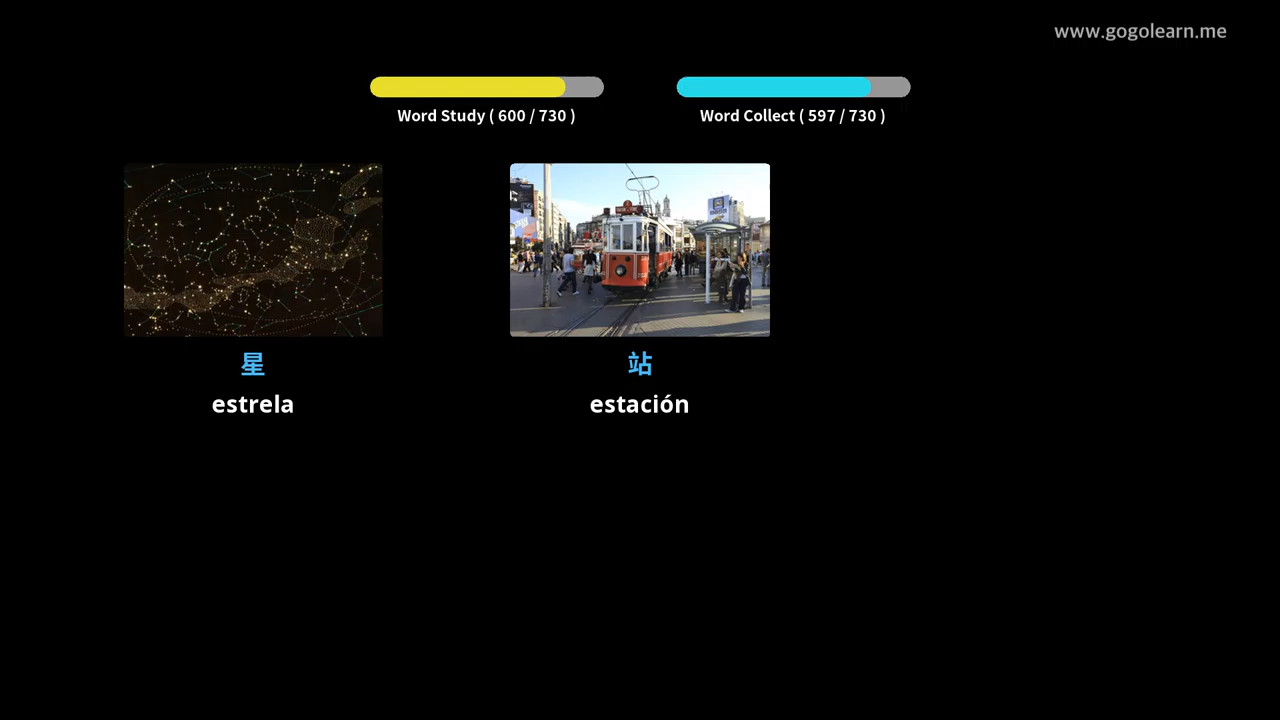 www.gogolearn.me
Word Study ( 600 / 730 )
Word Collect ( 597 / 730 )
星
estrela
站
estación